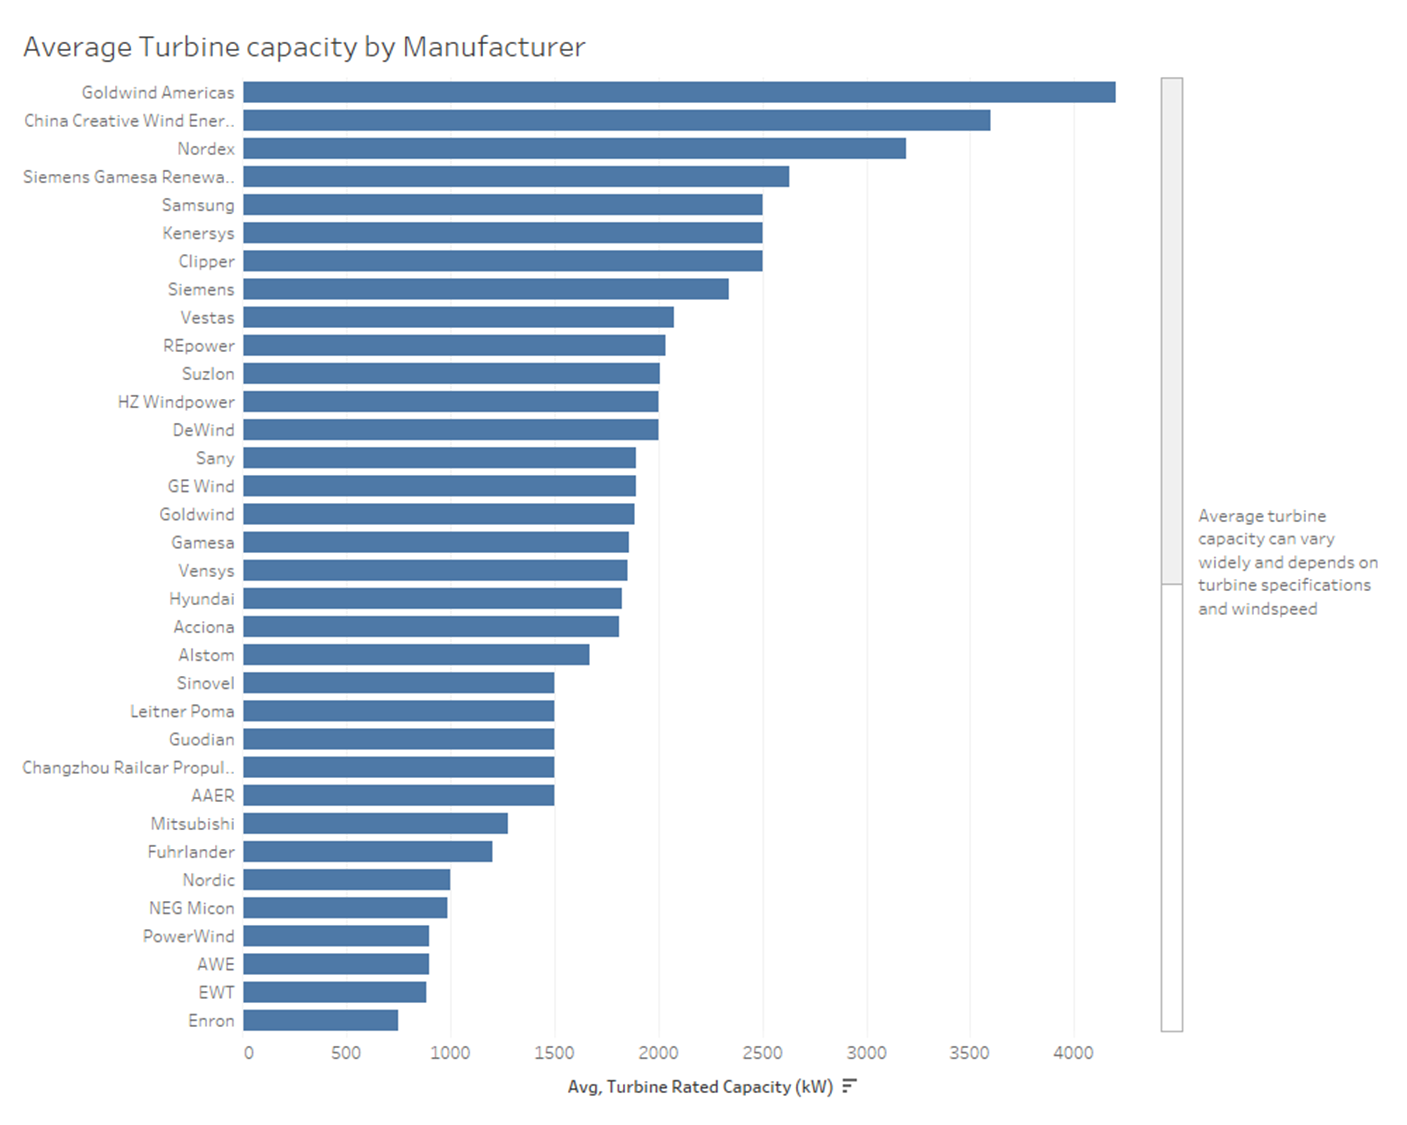 Average Turbine capacity by Manufacturer
Goldwind Americas
China Creative Wind Ener..
Nordex
Siemens Gamesa Renewa..
Samsung
Kenersys
Clipper
Siemens
Vestas
REpower
Suzlon
HZ Windpower
DeWind
Sany
GE Wind
Goldwind
Gamesa
Vensys
Hyundai
Acciona
Alstom
Sinovel
Leitner Poma
Guodian
Changzhou Railcar Propul..
AAER
Mitsubishi
Fuhrlander
Nordic
NEG Micon
PowerWind
AWE
EWT
Enron
0 500 1000 1500 2000 2500 3000 3500 4000
Avg, Turbine Rated Capacity (kW)
Average turbine
capacity can vary
widely and depends on
turbine specifications
and windspeed